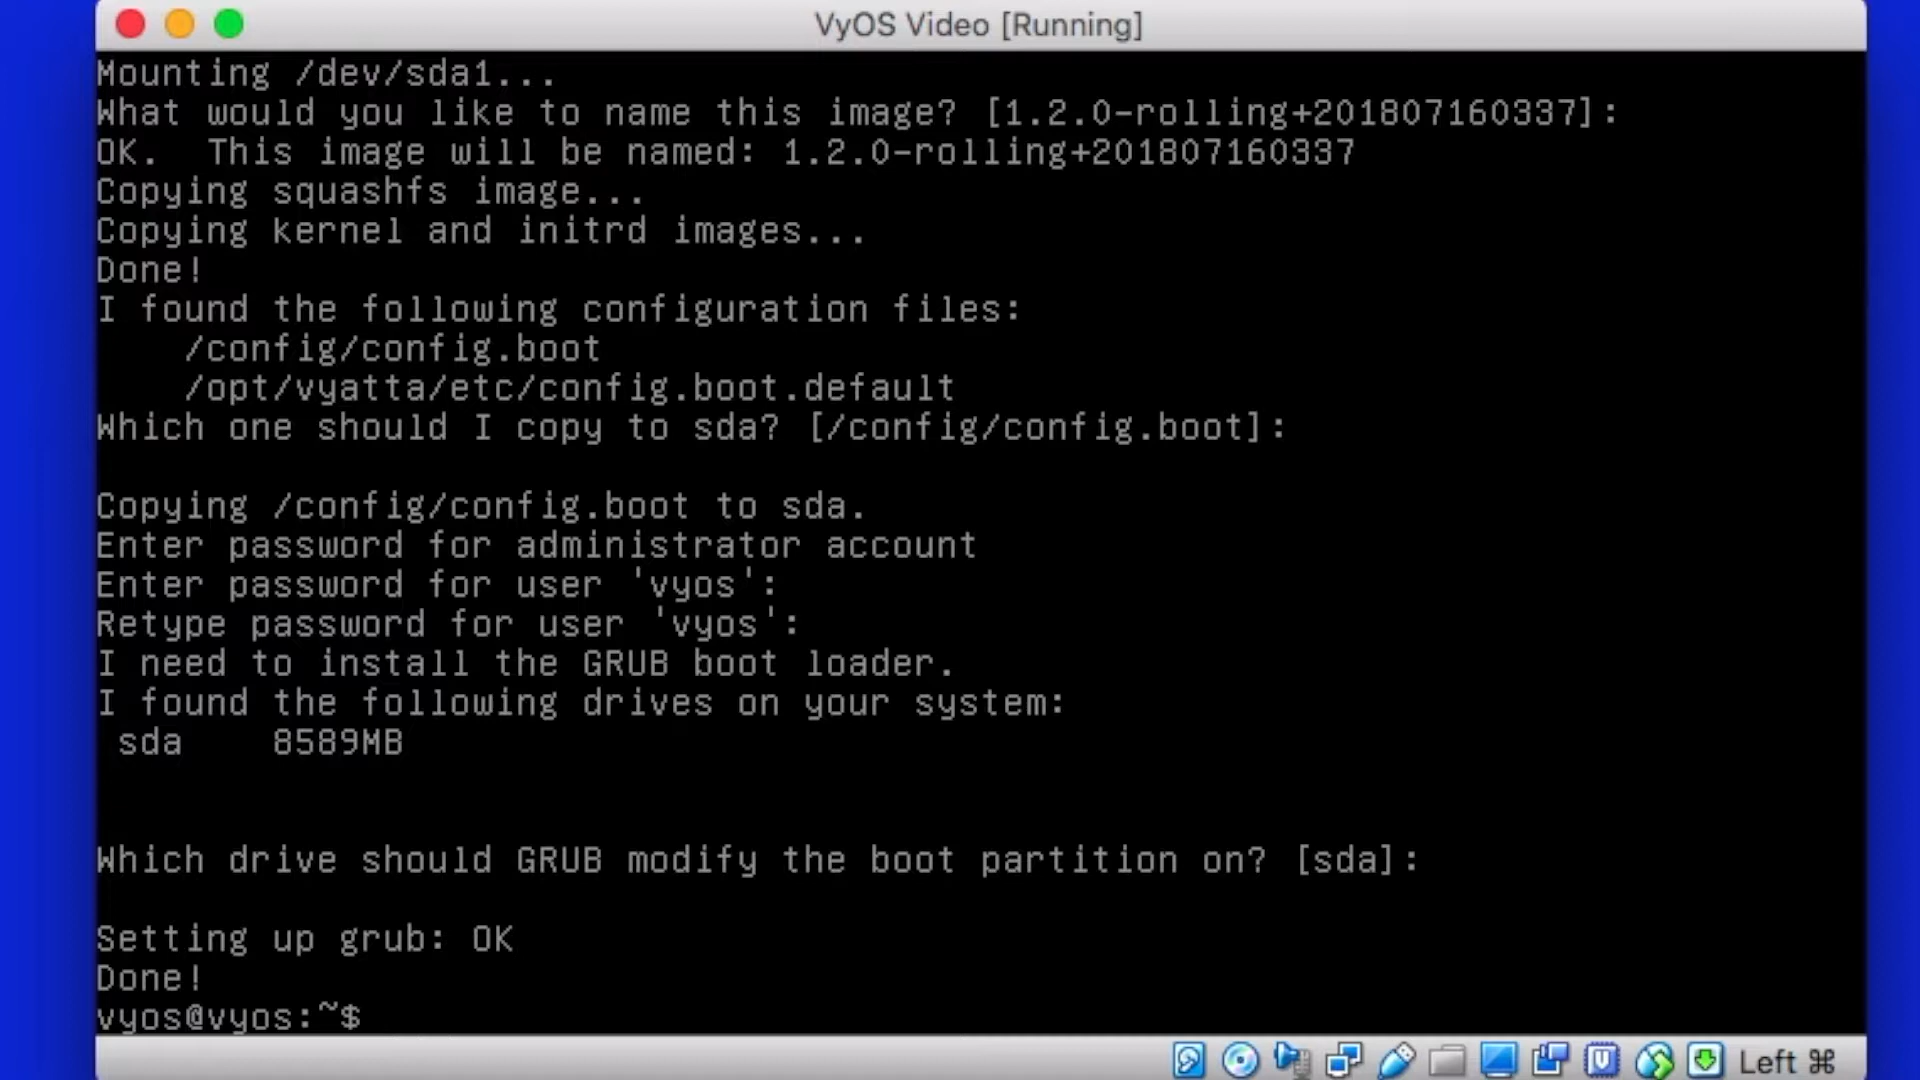 VyOS Video [Running]
Mounting /dev/sda1...
What would you like to name this image? [1.2.0-rolling+201807160337]:
OK.  This image will be named: 1.2.0-rolling+201807160337
Copying squashfs image...
Copying kernel and initrd images...
Done!
I found the following configuration files:
    /config/config.boot
    /opt/vyatta/etc/config.boot.default
Which one should I copy to sda? [/config/config.boot]:
Copying /config/config.boot to sda.
Enter password for administrator account
Enter password for user 'vyos':
Retype password for user 'vyos':
I need to install the GRUB boot loader.
I found the following drives on your system:
 sda    8589MB
Which drive should GRUB modify the boot partition on? [sda]:
Setting up grub: OK
Done!
vyos@vyos:~$
Left ⌘